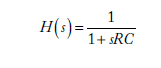 H(s) = 1 / (1 + sRC)